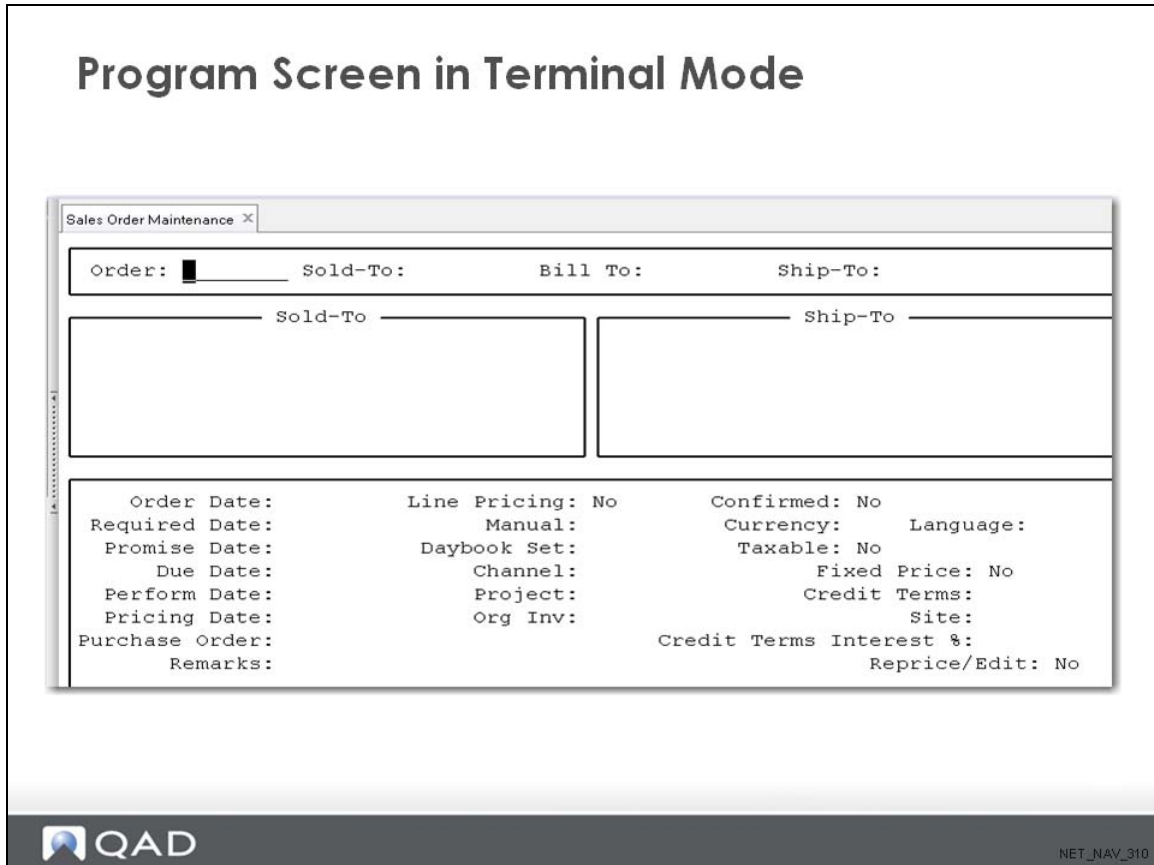 Program Screen in Terminal Mode
Sales Order Maintenance
Order: Sold-To: Bill To: Ship-To:
Sold-To Ship-To
Order Date: Line Pricing: No Confirmed: No
Required Date: Manual: Currency: Language:
Promise Date: Daybook Set: Taxable: No
Due Date: Channel: Fixed Price: No
Perform Date: Project: Credit Terms:
Pricing Date: Org Inv: Site:
Purchase Order: Credit Terms Interest %:
Remarks: Reprice/Edit: No
QAD
NET_NAV_310